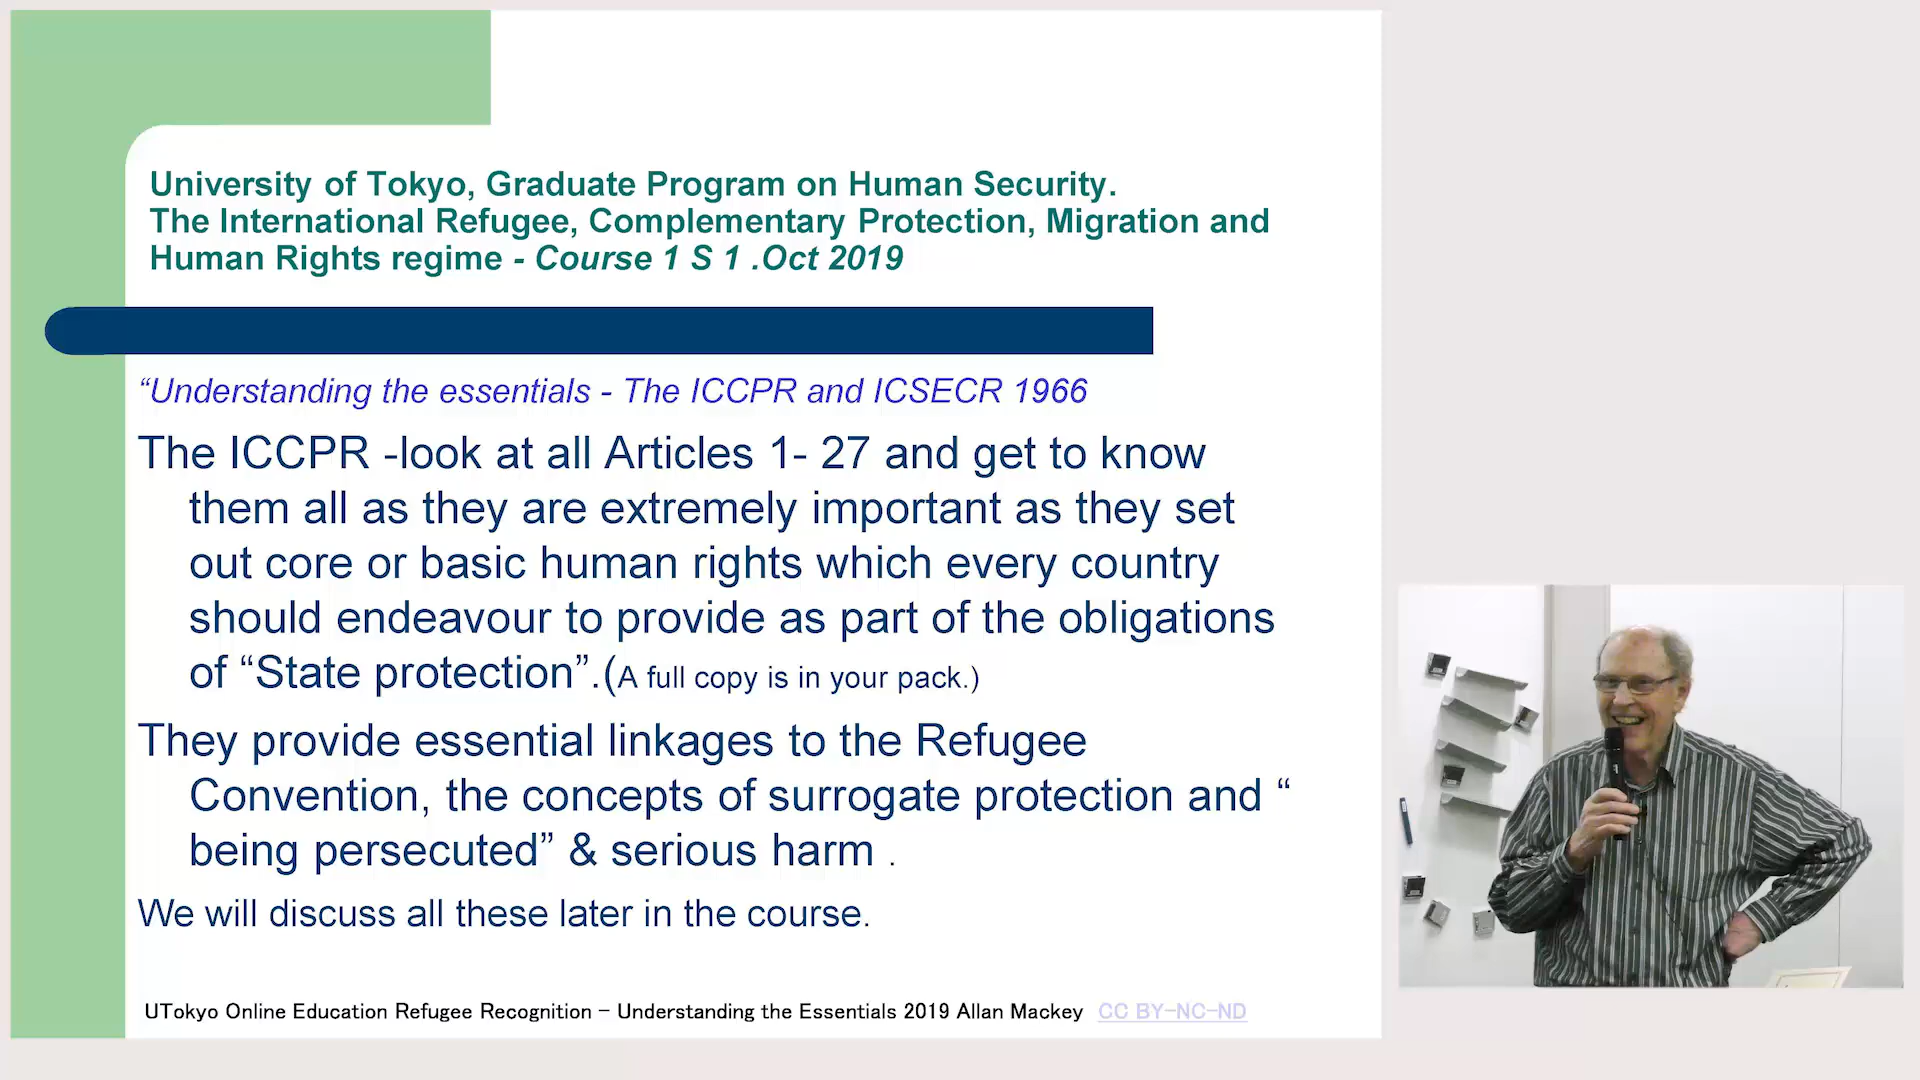 University of Tokyo, Graduate Program on Human Security.
The International Refugee, Complementary Protection, Migration and
Human Rights regime - Course 1 S 1 .Oct 2019
“Understanding the essentials - The ICCPR and ICSECR 1966
The ICCPR -look at all Articles 1- 27 and get to know
them all as they are extremely important as they set
out core or basic human rights which every country
should endeavour to provide as part of the obligations
of “State protection”.(A full copy is in your pack.)
They provide essential linkages to the Refugee
Convention, the concepts of surrogate protection and “
being persecuted” & serious harm .
We will discuss all these later in the course.
UTokyo Online Education Refugee Recognition – Understanding the Essentials 2019 Allan Mackey CC BY-NC-ND